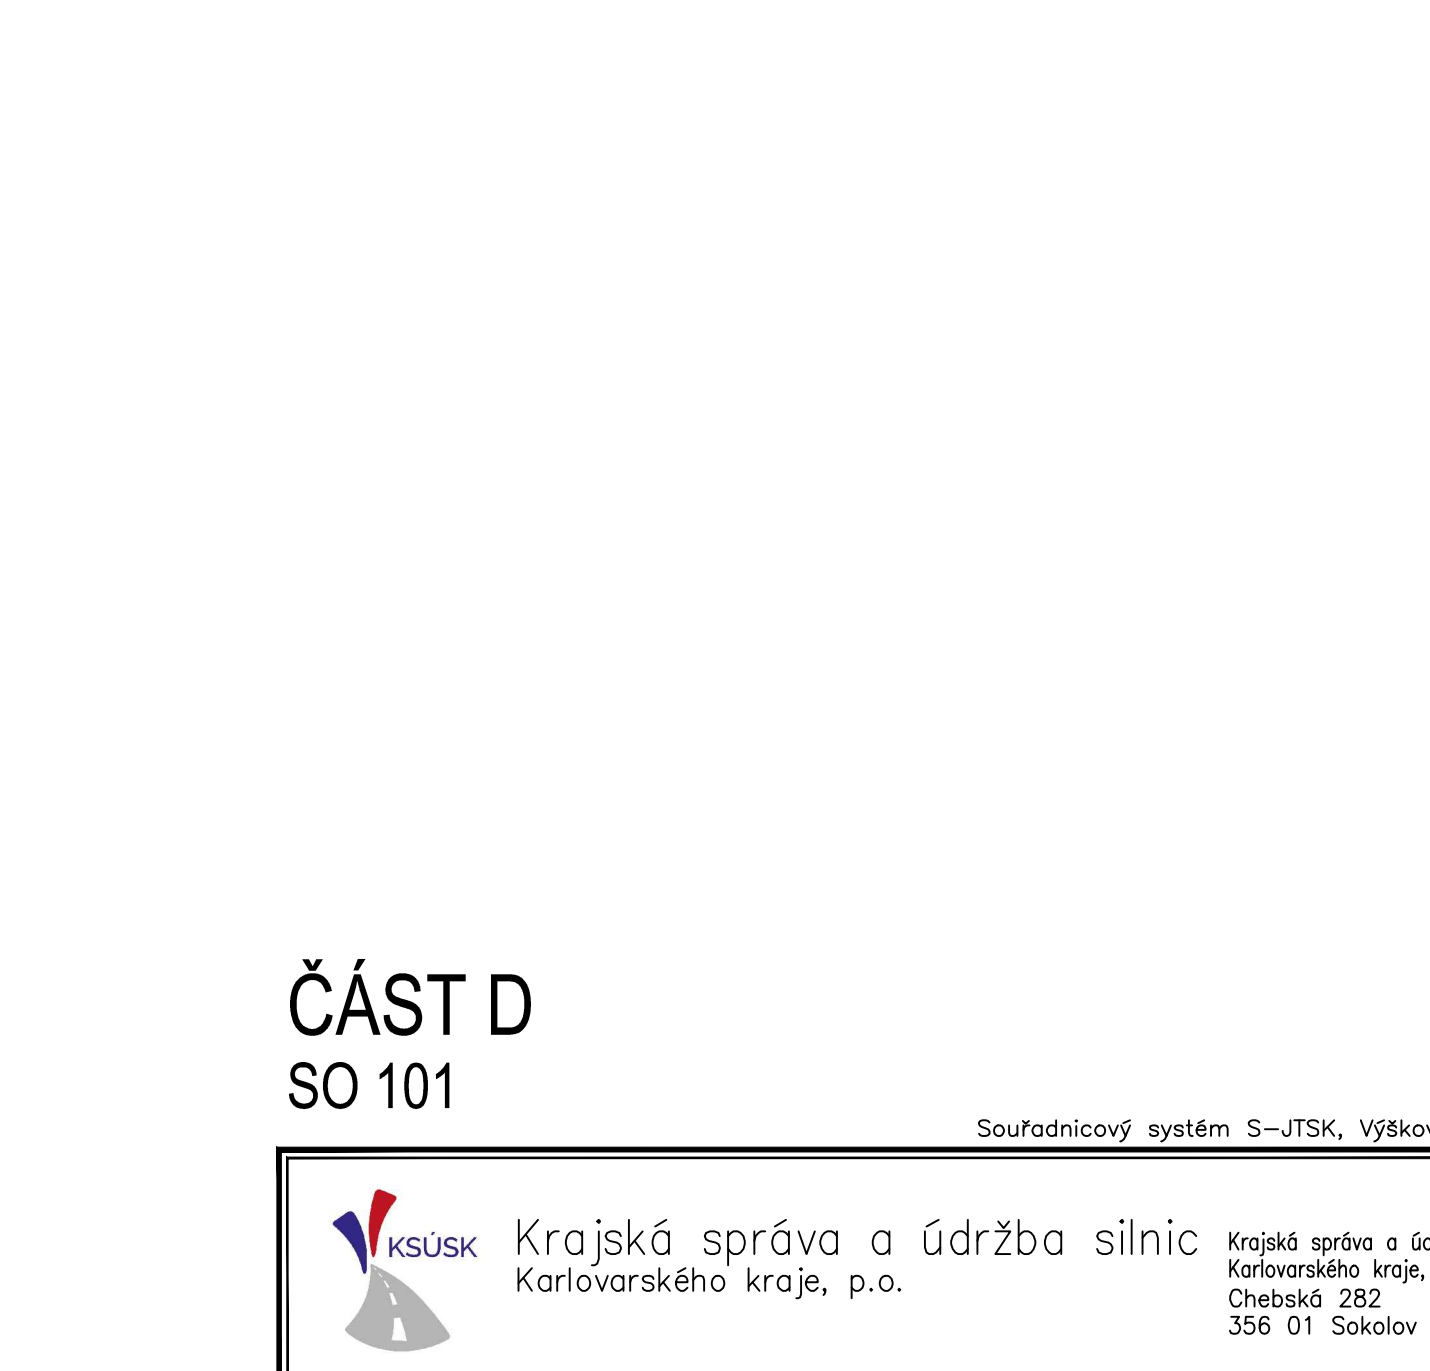 ČÁST D
SO 101
Souřadnicový systém S-JTSK,
KSÚSK
Krajská správa a údržba silnic
Karlovarského kraje, p.o.
Krajská správa a
Karlovarského kraje,
Chebská 282
356 01 Sokolov